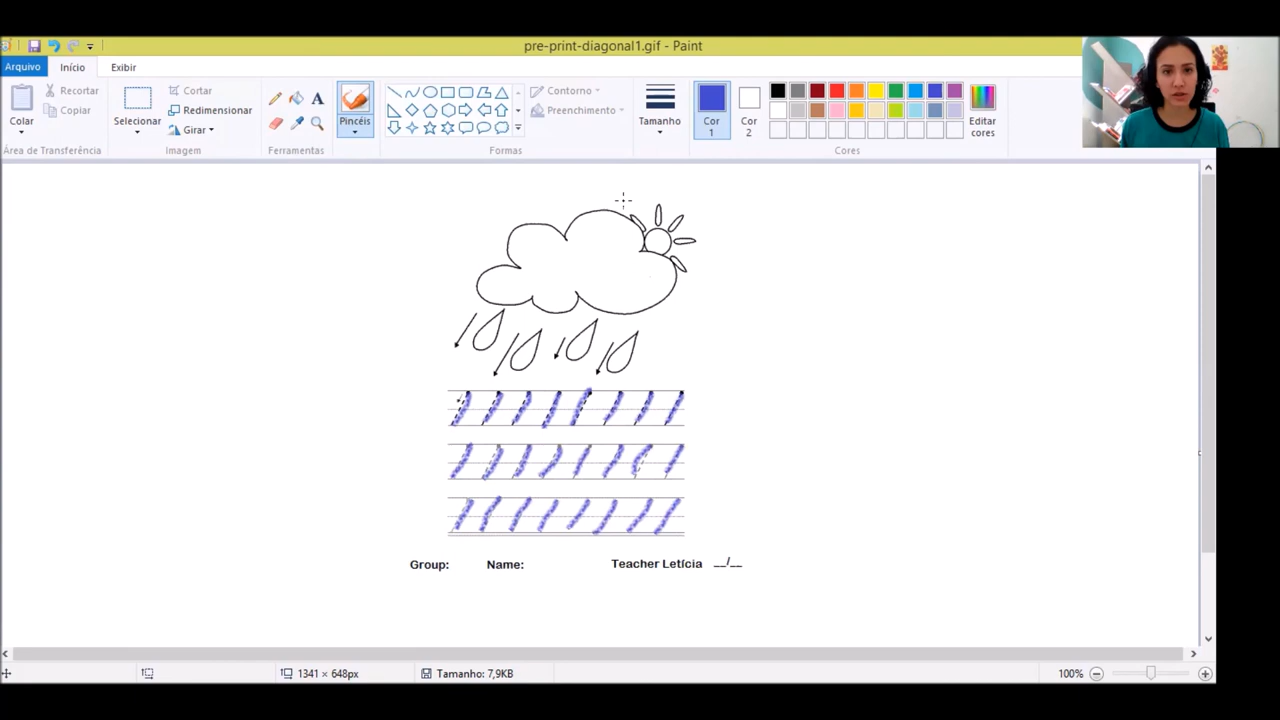 pre-print-diagonal1.gif - Paint
Arquivo Início Exibir
Colar
Recortar
Copiar
Área de Transferência
Selecionar
Cortar
Redimensionar
Girar
Imagem
A
Ferramentas
Pincéis
Contorno
Preenchimento
Formas
Tamanho
Cor
1
Cor
2
Editar
cores
Cores
Group: Name: Teacher Letícia __/__
1341 × 648px
Tamanho: 7,9KB
100%